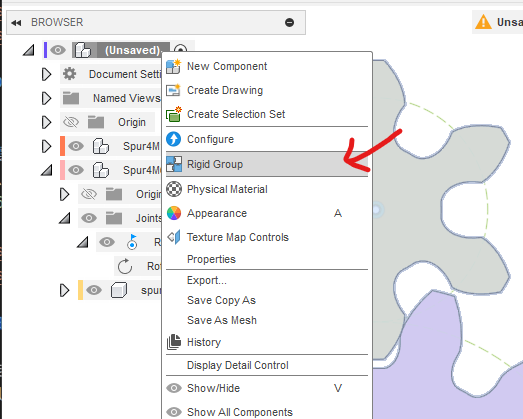 BROWSER
Unsav
(Unsaved)
New Component
Document Setti
Create Drawing
Named Views
Create Selection Set
Origin
Configure
Spur4M
Rigid Group
Spur4M
Physical Material
Origin
Appearance A
Joints
Texture Map Controls
R
Properties
Rot
Export...
spur
Save Copy As
Save As Mesh
History
Display Detail Control
Show/Hide V
Show All Components